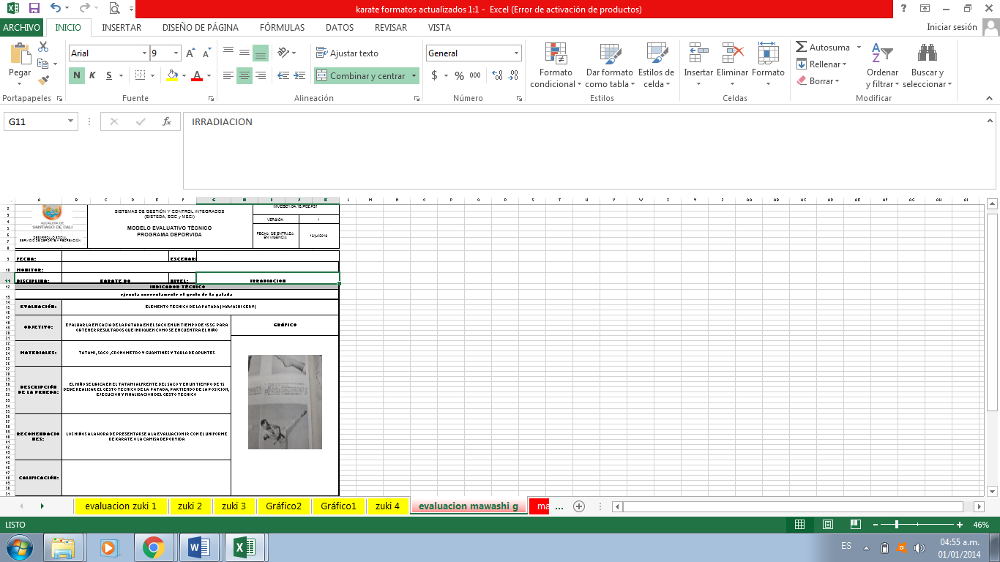 karate formatos actualizados 1:1 - Excel (Error de activación de productos)
ARCHIVO INICIO INSERTAR DISEÑO DE PÁGINA FÓRMULAS DATOS REVISAR VISTA Iniciar sesión
Pegar
Portapapeles
Arial 9
N K S
Fuente
Ajustar texto
Combinar y centrar
Alineación
General
$ % 000
Número
Formato condicional
Dar formato como tabla
Estilos de celda
Estilos
Insertar Eliminar Formato
Celdas
Autosuma
Rellenar
Borrar
Ordenar y filtrar
Buscar y seleccionar
Modificar
G11 fx IRRADIACION
A B C D E F G H I J K L M N O P Q R S T U V W X Y Z AA AB AC AD AE AF AG AH AI
ALCALDÍA DE
SANTIAGO DE CALI
DESARROLLO SOCIAL
SERVICIO DE DEPORTE Y RECREACIÓN
SISTEMAS DE GESTIÓN Y CONTROL INTEGRADOS
(SISTEDA, SGC y MECI)
MODELO EVALUATIVO TÉCNICO
PROGRAMA DEPORVIDA
MMDS01.04.15.P02.F31
VERSIÓN 1
FECHA DE ENTRADA EN VIGENCIA
FECHA:
MONITOR:
DISCIPLINA: KARATE DO NIVEL: IRRADIACION
INDICADOR TÉCNICO
ejecuta correctamente el gesto de la patada
EVALUACIÓN: ELEMENTO TECNICO DE LA PATADA ( MAWASHI GERY)
OBJETIVO: EVALUAR LA EFICACIA DE LA PATADA EN EL SACO EN UN TIEMPO DE 15 SG PARA
OBTENER RESULTADOS QUE INDIQUEN COMO SE ENCUENTRA EL NIÑO
GRÁFICO
MATERIALES: TATAMI, SACO, CRONOMETRO Y GUANTINES Y TABLA DE APUNTES
DESCRIPCIÓN DE LA PRUEBA: EL NIÑO SE UBICA EN EL TATAMI AL FRENTE DEL SACO Y EN UN TIEMPO DE 15
DEBE REALIZAR EL GESTO TECNICO DE LA PATADA, PARTIENDO DE LA POSICION,
EJECUCION Y FINALIZACION DEL GESTO TECNICO
RECOMENDACIONES: LOS NIÑOS A LA HORA DE PRESENTARSE A LA EVALUACION IR CON EL UNIFORME
DE KARATE O LA CAMISA DEPORVIDA
CALIFICACIÓN:
evaluacion zuki 1 zuki 2 zuki 3 Gráfico2 Gráfico1 zuki 4 evaluacion mawashi g ma ...
LISTO 46%
ES 04:55 a.m.
01/01/2014